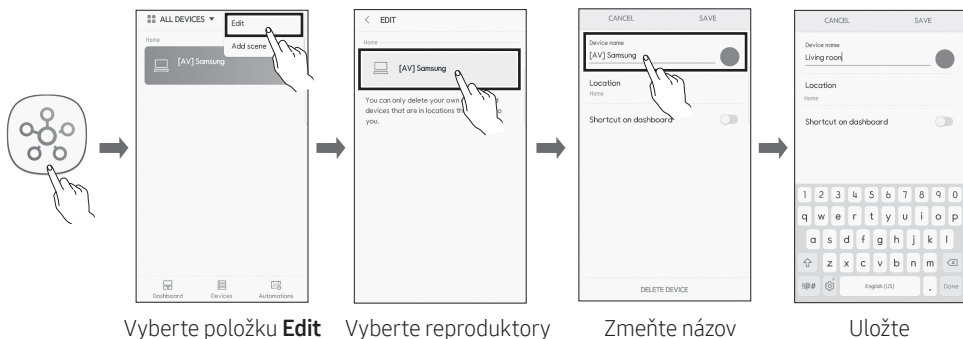 ALL DEVICES ▼
Edit
Add scene
Home
[AV] Samsung
Dashboard Devices Automations
Vyberte položku Edit
< EDIT
Home
[AV] Samsung
You can only delete your own
devices that are in locations
you.
Vyberte reproduktory
CANCEL SAVE
Device name
[AV] Samsung
Location
Home
Shortcut on dashboard
DELETE DEVICE
Zmeňte názov
CANCEL SAVE
Device name
Living roon
Location
Home
Shortcut on dashboard
1 2 3 4 5 6 7 8 9 0
q w e r t y u i o p
a s d f g h j k l
z x c v b n m
!@# English (US) . Done
Uložte